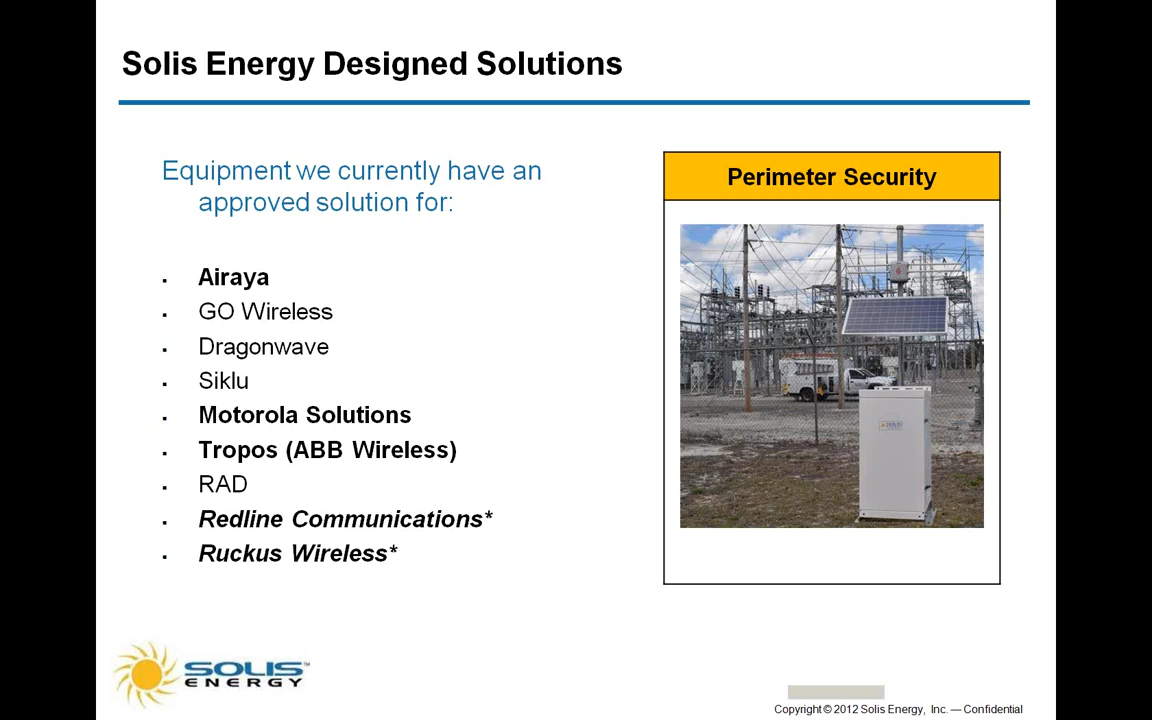 Solis Energy Designed Solutions
Equipment we currently have an
approved solution for:
▪ Airaya
▪ GO Wireless
▪ Dragonwave
▪ Siklu
▪ Motorola Solutions
▪ Tropos (ABB Wireless)
▪ RAD
▪ Redline Communications*
▪ Ruckus Wireless*
Perimeter Security
SOLIS™
ENERGY
Copyright © 2012 Solis Energy, Inc. — Confidential